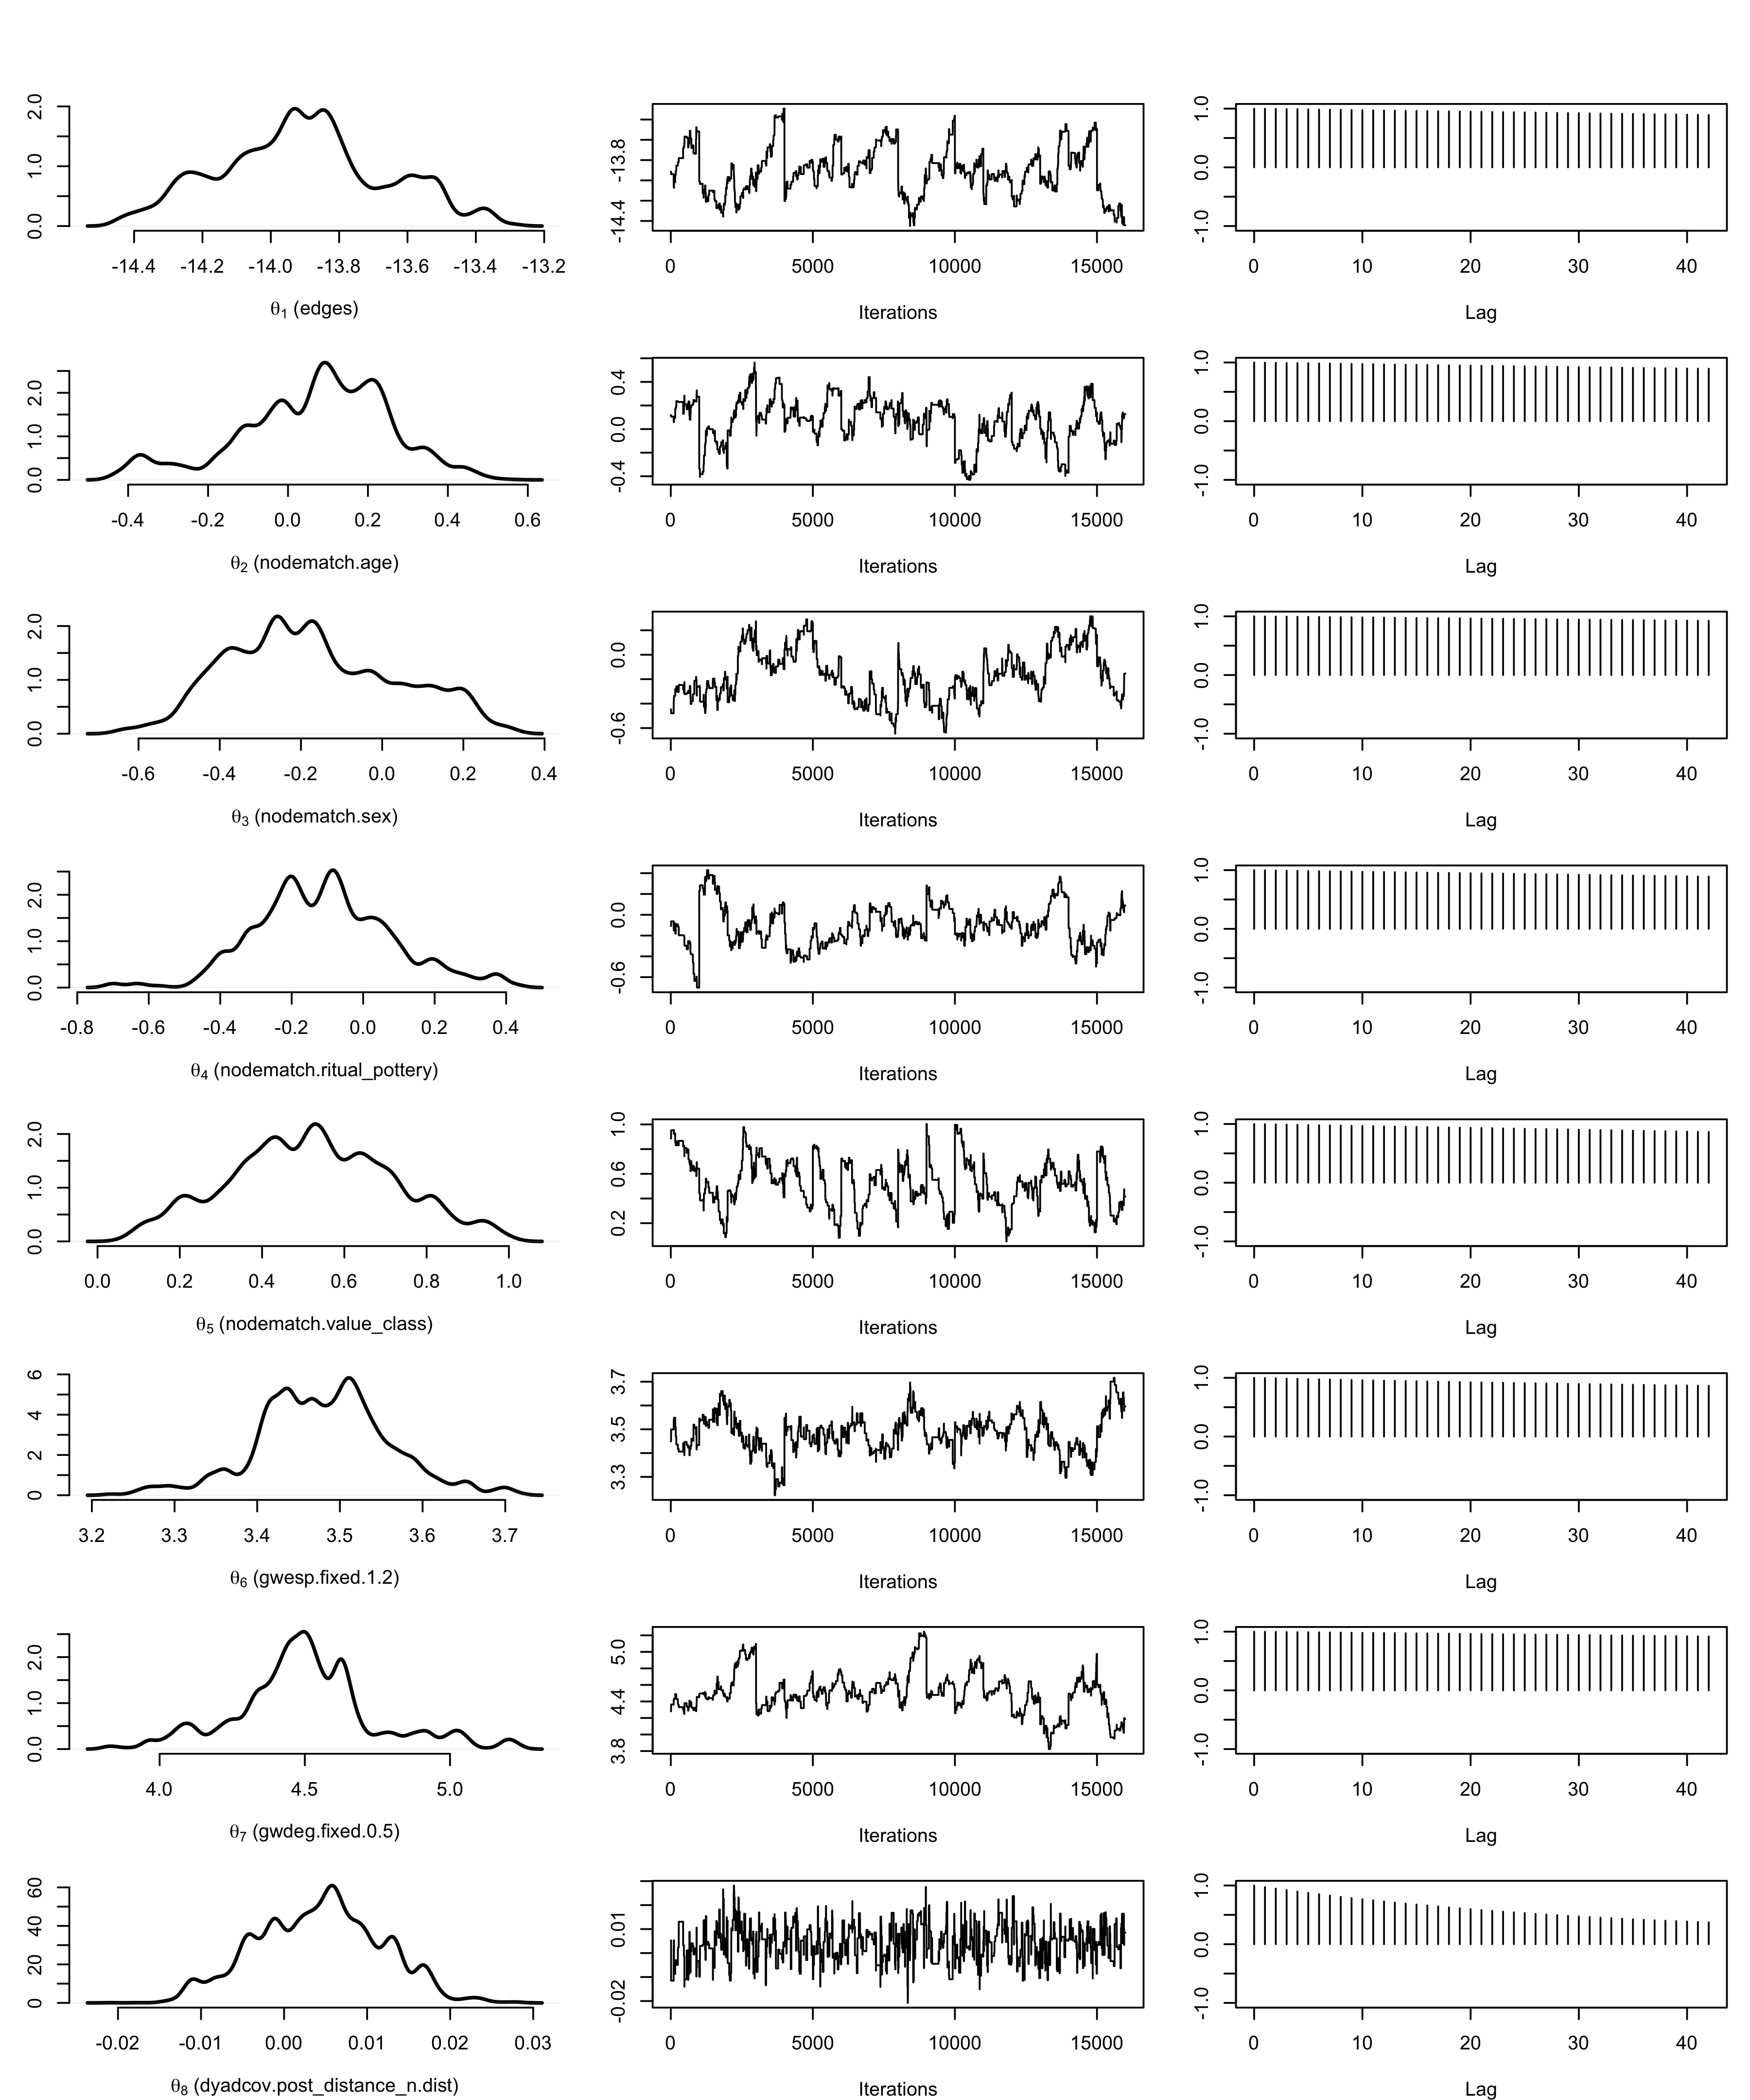 2.0
1.0
0.0
-14.4 -14.2 -14.0 -13.8 -13.6 -13.4 -13.2
θ1 (edges)
-13.8
-14.4
0 5000 10000 15000
Iterations
1.0
0.0
-1.0
0 10 20 30 40
Lag
2.0
1.0
0.0
-0.4 -0.2 0.0 0.2 0.4 0.6
θ2 (nodematch.age)
0.4
0.0
-0.4
0 5000 10000 15000
Iterations
1.0
0.0
-1.0
0 10 20 30 40
Lag
2.0
1.0
0.0
-0.6 -0.4 -0.2 0.0 0.2 0.4
θ3 (nodematch.sex)
0.0
-0.6
0 5000 10000 15000
Iterations
1.0
0.0
-1.0
0 10 20 30 40
Lag
2.0
1.0
0.0
-0.8 -0.6 -0.4 -0.2 0.0 0.2 0.4
θ4 (nodematch.ritual_pottery)
0.0
-0.6
0 5000 10000 15000
Iterations
1.0
0.0
-1.0
0 10 20 30 40
Lag
2.0
1.0
0.0
0.0 0.2 0.4 0.6 0.8 1.0
θ5 (nodematch.value_class)
1.0
0.6
0.2
0 5000 10000 15000
Iterations
1.0
0.0
-1.0
0 10 20 30 40
Lag
6
4
2
0
3.2 3.3 3.4 3.5 3.6 3.7
θ6 (gwesp.fixed.1.2)
3.7
3.5
3.3
0 5000 10000 15000
Iterations
1.0
0.0
-1.0
0 10 20 30 40
Lag
2.0
1.0
0.0
4.0 4.5 5.0
θ7 (gwdeg.fixed.0.5)
5.0
4.4
3.8
0 5000 10000 15000
Iterations
1.0
0.0
-1.0
0 10 20 30 40
Lag
60
40
20
0
-0.02 -0.01 0.00 0.01 0.02 0.03
θ8 (dyadcov.post_distance_n.dist)
0.01
-0.02
0 5000 10000 15000
Iterations
1.0
0.0
-1.0
0 10 20 30 40
Lag